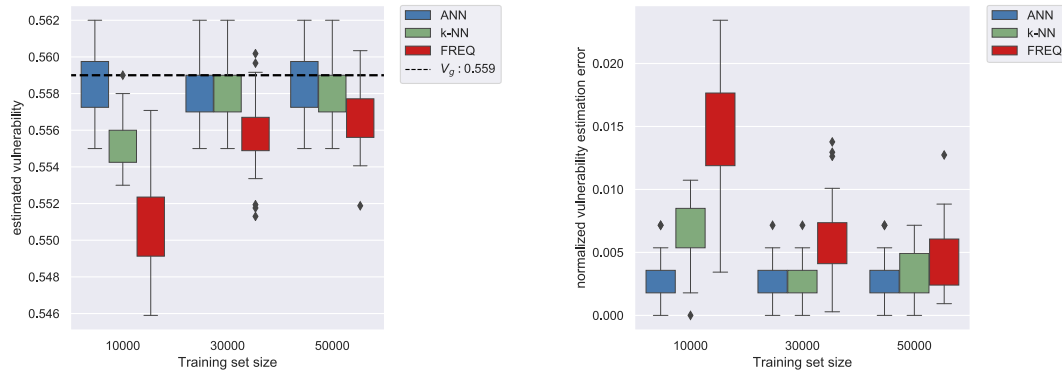 0.562
0.560
0.558
0.556
0.554
0.552
0.550
0.548
0.546
estimated vulnerability
10000 30000 50000
Training set size
ANN
k-NN
FREQ
V_g : 0.559
0.020
0.015
0.010
0.005
0.000
normalized vulnerability estimation error
10000 30000 50000
Training set size
ANN
k-NN
FREQ